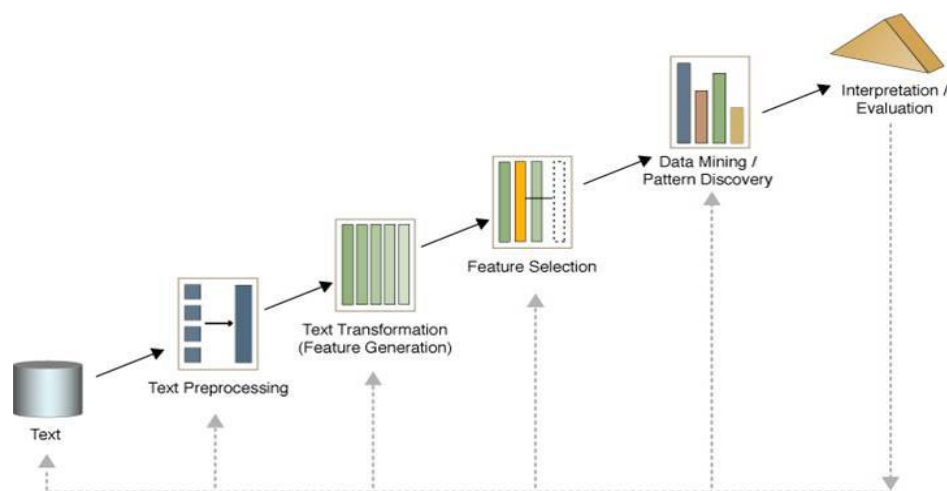 Interpretation /
Evaluation
Data Mining /
Pattern Discovery
Feature Selection
Text Transformation
(Feature Generation)
Text Preprocessing
Text